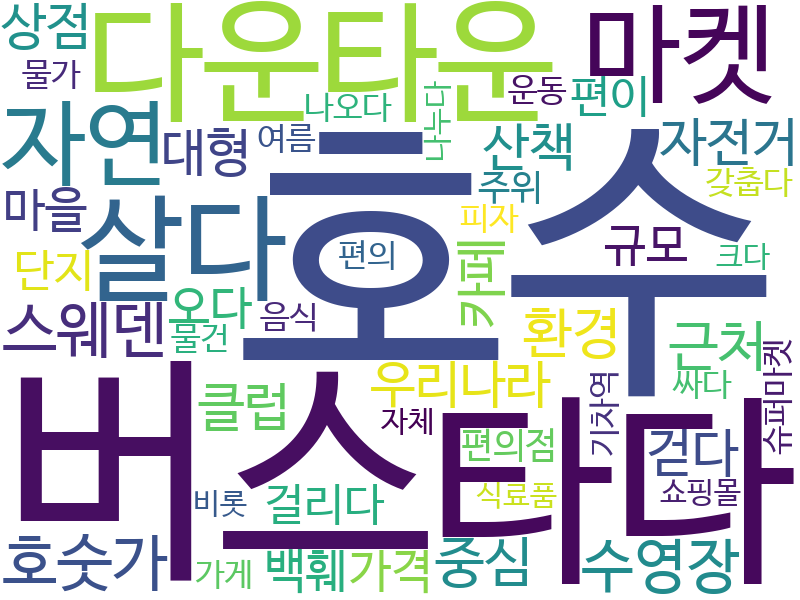 상점
다운타운
마켓
물가
나오다
나누다
운동
편이
자연
대형
여름
산책
자전거
마을
살다
호수
주위
갖춥다
피자
편의
규모
크다
단지
오다
카페
스웨덴
음식
물건
환경
근처
우리나라
싸다
슈퍼마켓
버스타다
클럽
자체
편의점
기차역
걷다
비롯
걸리다
식료품
쇼핑몰
호숫가
가게
백훼
가격
중심
수영장